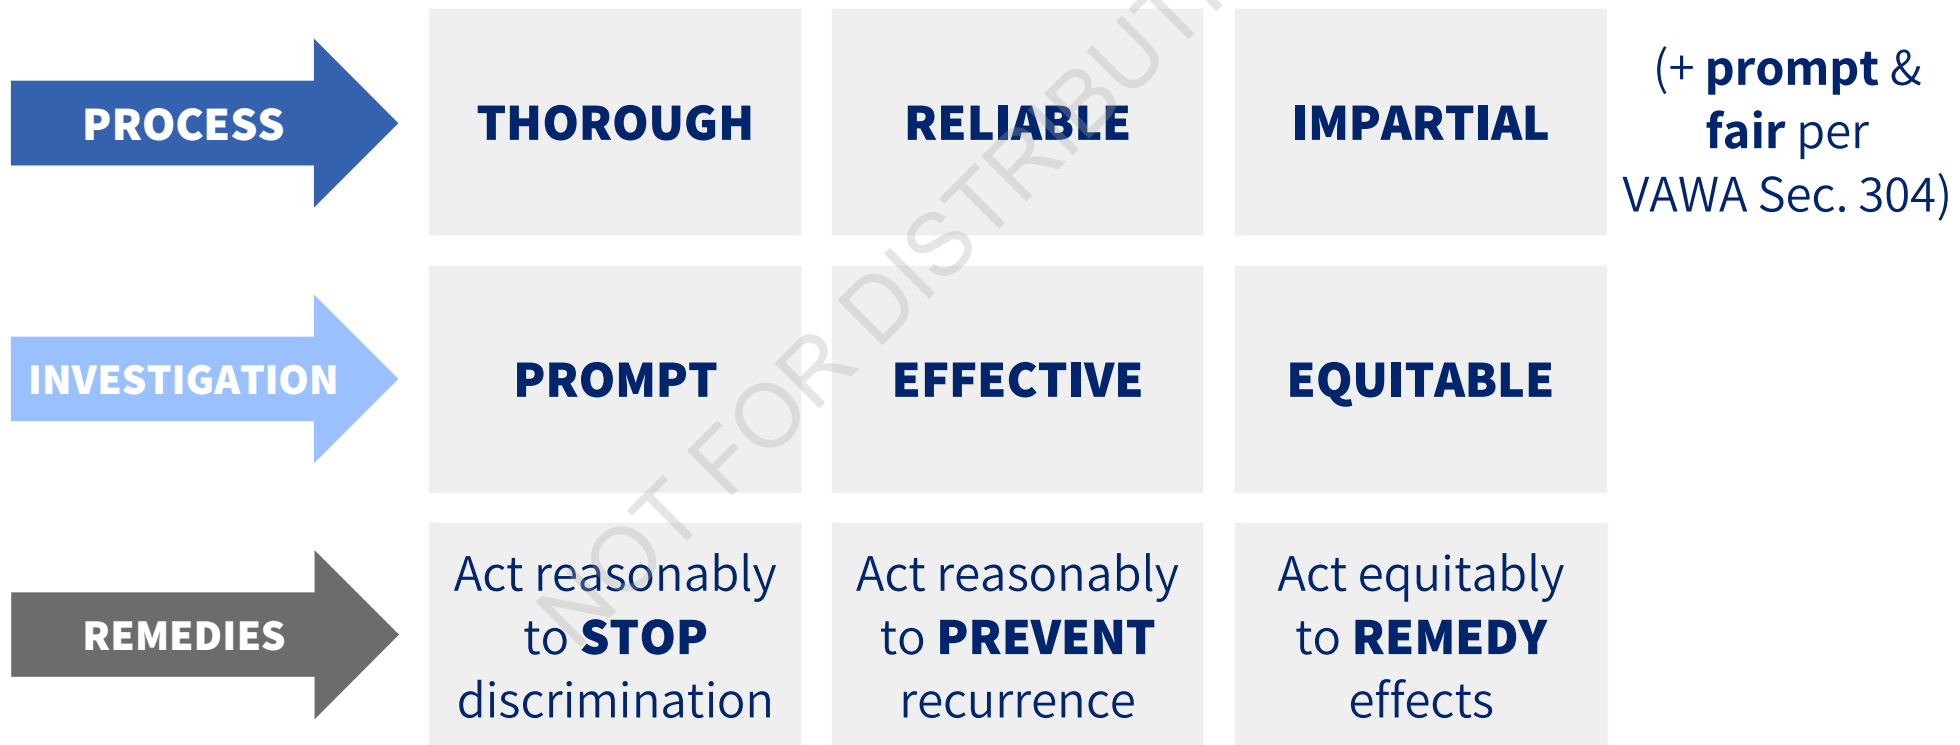 PROCESS
THOROUGH
RELIABLE
IMPARTIAL
(+ prompt &
fair per
VAWA Sec. 304)
INVESTIGATION
PROMPT
EFFECTIVE
EQUITABLE
REMEDIES
Act reasonably
to STOP
discrimination
Act reasonably
to PREVENT
recurrence
Act equitably
to REMEDY
effects
NOT FOR DISTRIBUT